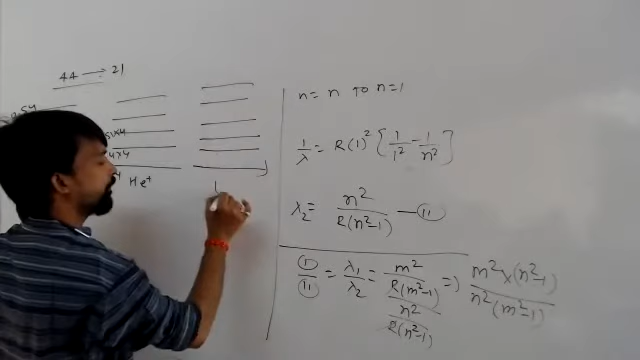 44 → 21
He⁺
n = n to n = 1
1/λ = R(1)² {1/1² − 1/n²}
λ₂ = n² / R(n²−1) — (II)
(I)/(II) = λ₁/λ₂ = (m² / R(m²−1)) / (n² / R(n²−1)) ⇒ m² × (n²−1) / n² (m²−1)